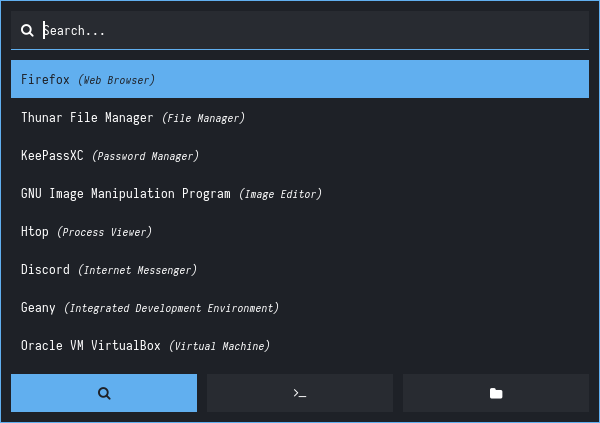 Search...
Firefox (Web Browser)
Thunar File Manager (File Manager)
KeePassXC (Password Manager)
GNU Image Manipulation Program (Image Editor)
Htop (Process Viewer)
Discord (Internet Messenger)
Geany (Integrated Development Environment)
Oracle VM VirtualBox (Virtual Machine)